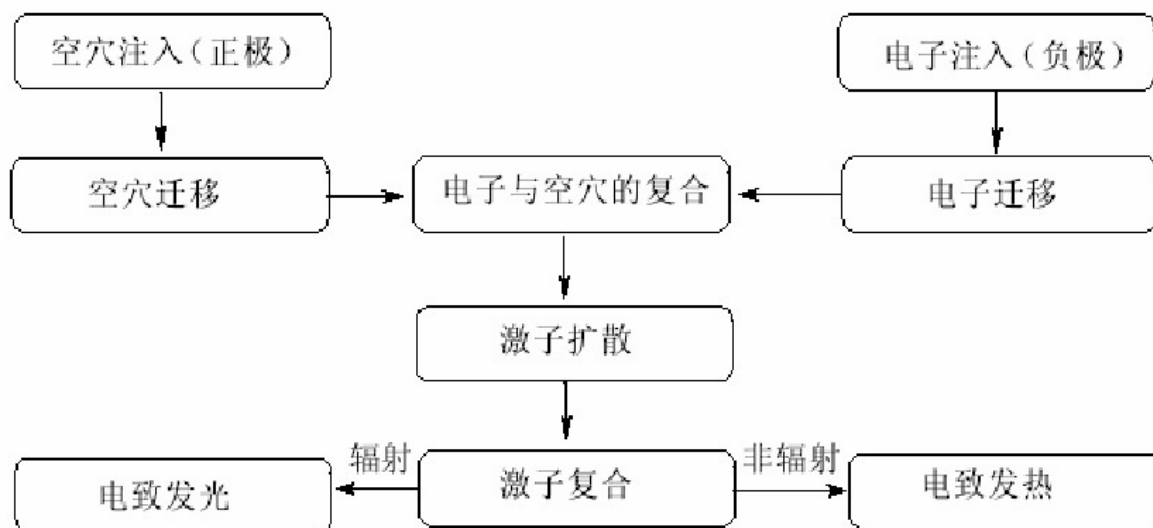 空穴注入(正极)
电子注入(负极)
空穴迁移
电子与空穴的复合
电子迁移
激子扩散
辐射
非辐射
电致发光
激子复合
电致发热